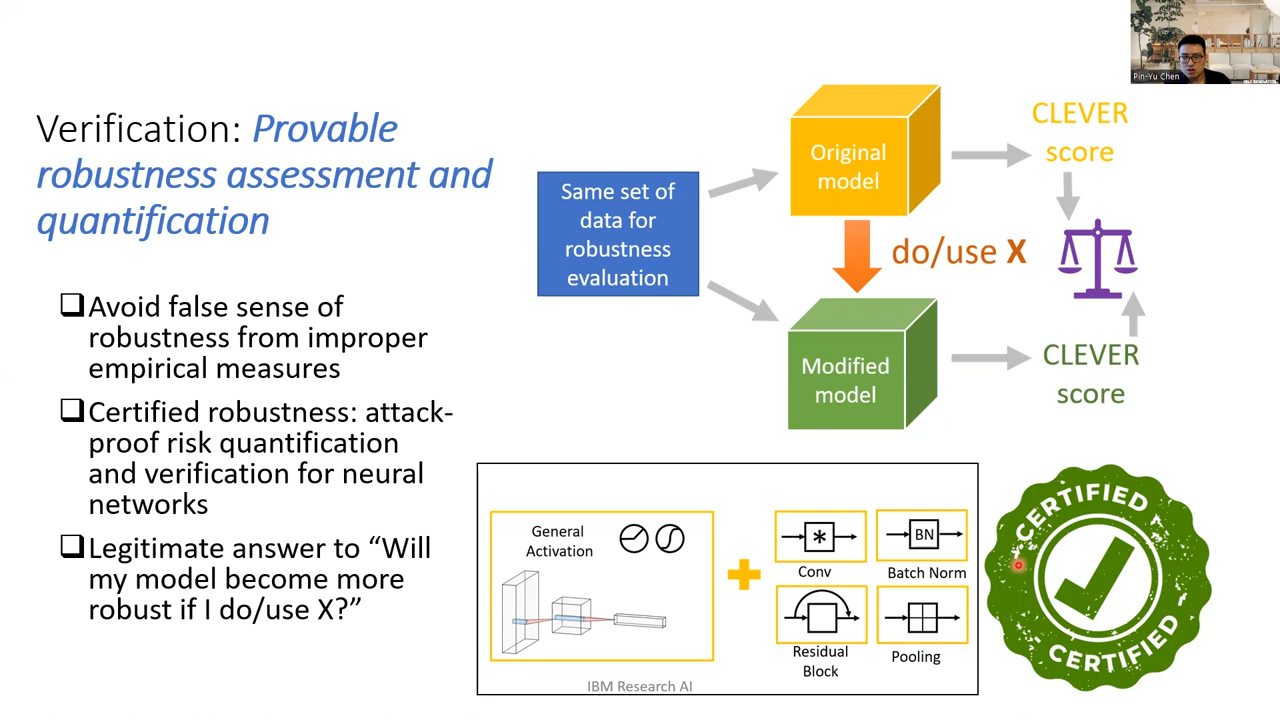 Pin-Yu Chen
Verification: Provable
robustness assessment and
quantification
Avoid false sense of
robustness from improper
empirical measures
Certified robustness: attack-
proof risk quantification
and verification for neural
networks
Legitimate answer to “Will
my model become more
robust if I do/use X?”
Same set of
data for
robustness
evaluation
Original
model
do/use X
Modified
model
CLEVER
score
CLEVER
score
General
Activation
*
Conv
BN
Batch Norm
Residual
Block
Pooling
IBM Research AI
CERTIFIED
CERTIFIED